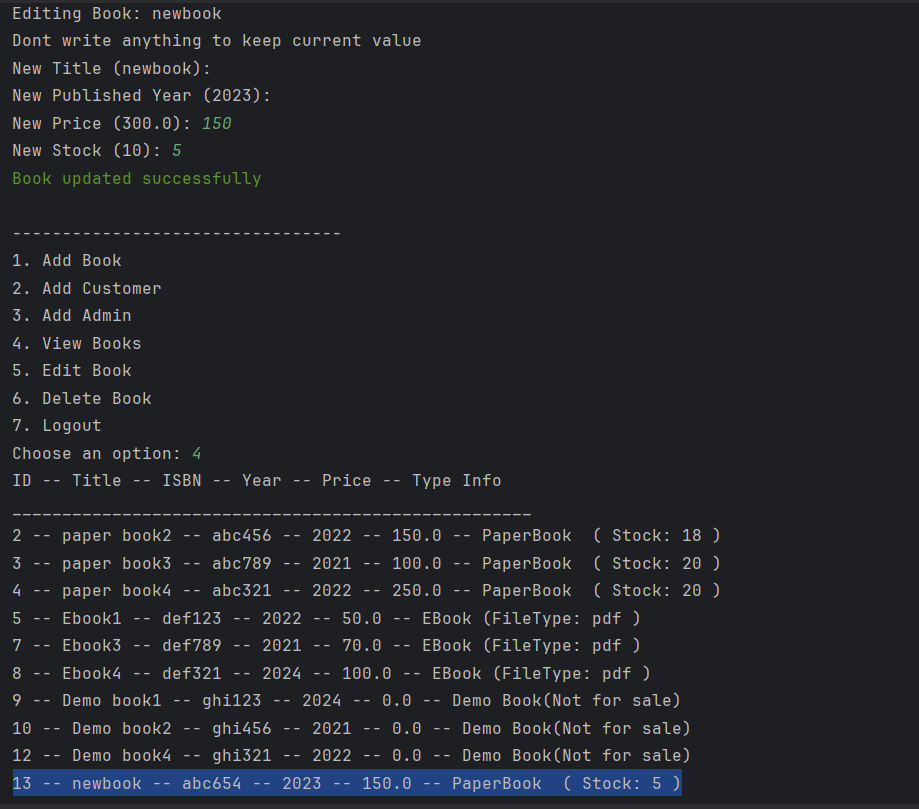 Editing Book: newbook
Dont write anything to keep current value
New Title (newbook):
New Published Year (2023):
New Price (300.0): 150
New Stock (10): 5
Book updated successfully
---------------------------------
1. Add Book
2. Add Customer
3. Add Admin
4. View Books
5. Edit Book
6. Delete Book
7. Logout
Choose an option: 4
ID -- Title -- ISBN -- Year -- Price -- Type Info
____________________________________________________
2 -- paper book2 -- abc456 -- 2022 -- 150.0 -- PaperBook  ( Stock: 18 )
3 -- paper book3 -- abc789 -- 2021 -- 100.0 -- PaperBook  ( Stock: 20 )
4 -- paper book4 -- abc321 -- 2022 -- 250.0 -- PaperBook  ( Stock: 20 )
5 -- Ebook1 -- def123 -- 2022 -- 50.0 -- EBook (FileType: pdf )
7 -- Ebook3 -- def789 -- 2021 -- 70.0 -- EBook (FileType: pdf )
8 -- Ebook4 -- def321 -- 2024 -- 100.0 -- EBook (FileType: pdf )
9 -- Demo book1 -- ghi123 -- 2024 -- 0.0 -- Demo Book(Not for sale)
10 -- Demo book2 -- ghi456 -- 2021 -- 0.0 -- Demo Book(Not for sale)
12 -- Demo book4 -- ghi321 -- 2022 -- 0.0 -- Demo Book(Not for sale)
13 -- newbook -- abc654 -- 2023 -- 150.0 -- PaperBook  ( Stock: 5 )